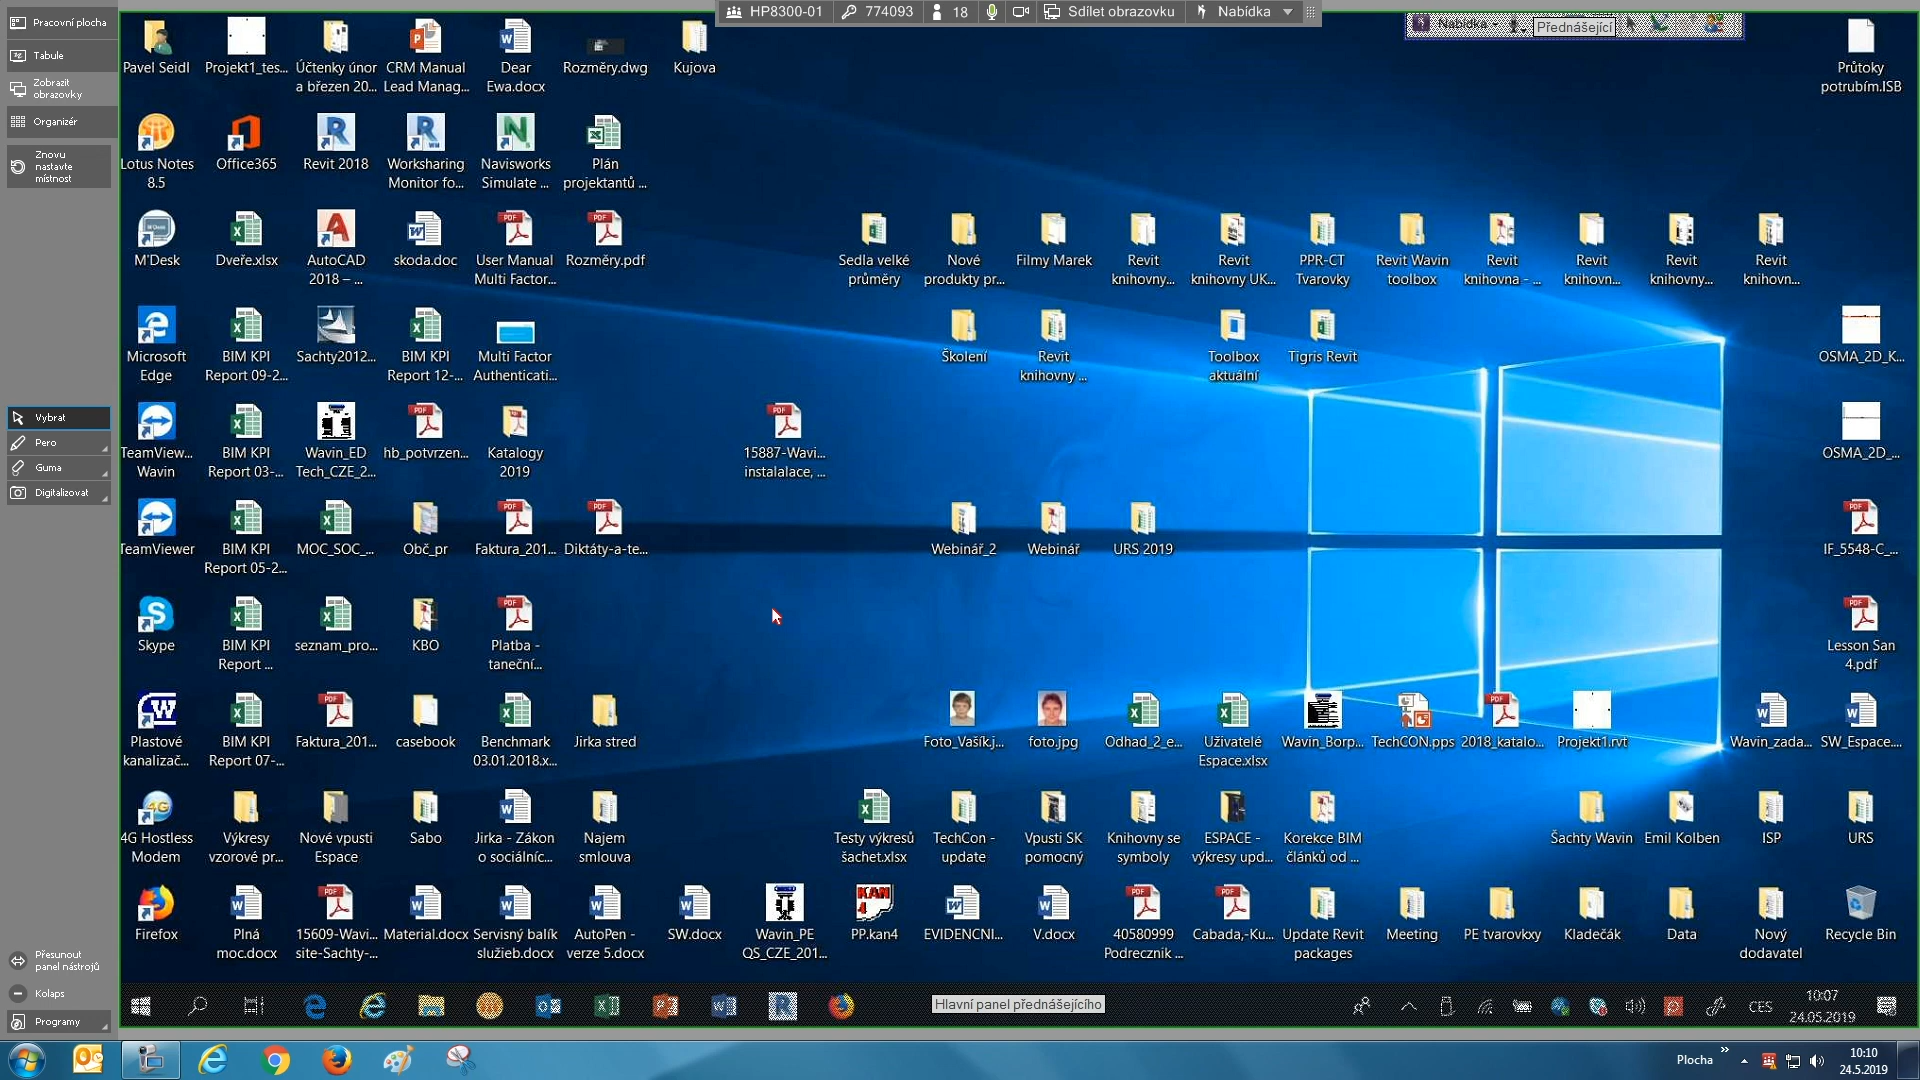 HP8300-01
774093
18
Sdílet obrazovku
Nabídka
Nabídka
Přednášející
Pracovní plocha
Tabule
Zobrazit
obrazovky
Organizér
Znovu
nastavte
místnost
Vybrat
Pero
Guma
Digitalizovat
Přesunout
panel nástrojů
Kolaps
Programy
Pavel Seidl
Projekt1_tes...
Účtenky únor
a březen 20...
CRM Manual
Lead Manag...
Dear
Ewa.docx
Rozměry.dwg
Kujova
Průtoky
potrubím.ISB
Lotus Notes
8.5
Office365
Revit 2018
Worksharing
Monitor fo...
Navisworks
Simulate ...
Plán
projektantů ...
M'Desk
Dveře.xlsx
AutoCAD
2018 – ...
skoda.doc
User Manual
Multi Factor...
Rozměry.pdf
Sedla velké
průměry
Nové
produkty pr...
Filmy Marek
Revit
knihovny...
Revit
knihovny UK...
PPR-CT
Tvarovky
Revit Wavin
toolbox
Revit
knihovna - ...
Revit
knihovn...
Revit
knihovny...
Revit
knihovn...
Microsoft
Edge
BIM KPI
Report 09-2...
Sachty2012...
BIM KPI
Report 12-...
Multi Factor
Authenticati...
Školení
Revit
knihovny ...
Toolbox
aktuální
Tigris Revit
OSMA_2D_K...
TeamView...
Wavin
BIM KPI
Report 03-...
Wavin_ED
Tech_CZE_2...
hb_potvrzen...
Katalogy
2019
15887-Wavi...
instalalace, ...
OSMA_2D_...
TeamViewer
BIM KPI
Report 05-2...
MOC_SOC_...
Obč_pr
Faktura_201...
Diktáty-a-te...
Webinář_2
Webinář
URS 2019
IF_5548-C_...
Skype
BIM KPI
Report ...
seznam_pro...
KBO
Platba -
taneční...
Lesson San
4.pdf
Plastové
kanalizač...
BIM KPI
Report 07-...
Faktura_201...
casebook
Benchmark
03.01.2018.x...
Jirka stred
Foto_Vašík.j...
foto.jpg
Odhad_2_e...
Uživatelé
Espace.xlsx
Wavin_Borp...
TechCON.pps
2018_katalo...
Projekt1.rvt
Wavin_zada...
SW_Espace....
4G Hostless
Modem
Výkresy
vzorové pr...
Nové vpusti
Espace
Sabo
Jirka - Zákon
o sociálníc...
Najem
smlouva
Testy výkresů
šachet.xlsx
TechCon -
update
Vpusti SK
pomocný
Knihovny se
symboly
ESPACE -
výkresy upd...
Korekce BIM
článků od ...
Šachty Wavin
Emil Kolben
ISP
URS
Firefox
Plná
moc.docx
15609-Wavi...
site-Sachty-...
Material.docx
Servisný balík
služieb.docx
AutoPen -
verze 5.docx
SW.docx
Wavin_PE
QS_CZE_201...
PP.kan4
EVIDENCNI...
V.docx
40580999
Podrecznik ...
Cabada,-Ku...
Update Revit
packages
Meeting
PE tvarovkxy
Kladečák
Data
Nový
dodavatel
Recycle Bin
Hlavní panel přednášejícího
CES
10:07
24.05.2019
Plocha
10:10
24.5.2019